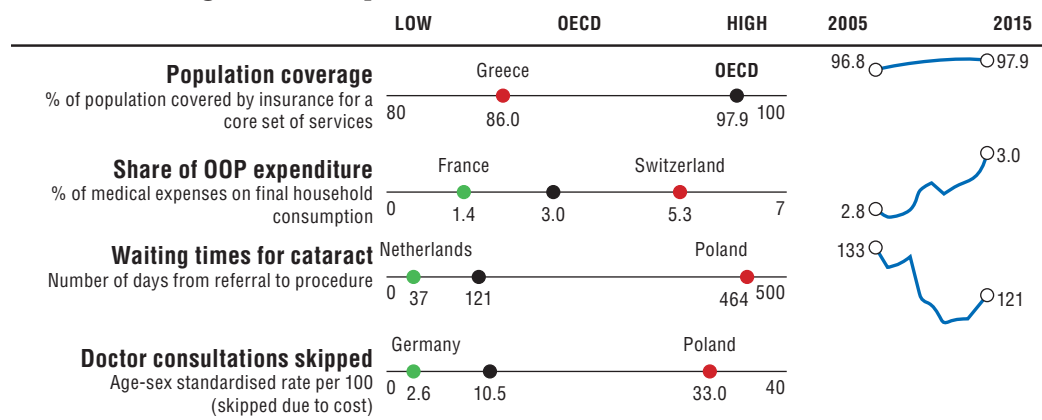 LOW OECD HIGH 2005 2015
Population coverage
% of population covered by insurance for a
core set of services
Greece OECD
80 86.0 97.9 100
96.8 97.9
Share of OOP expenditure
% of medical expenses on final household
consumption
France Switzerland
0 1.4 3.0 5.3 7
2.8 3.0
Waiting times for cataract
Number of days from referral to procedure
Netherlands Poland
0 37 121 464 500
133 121
Doctor consultations skipped
Age-sex standardised rate per 100
(skipped due to cost)
Germany Poland
0 2.6 10.5 33.0 40